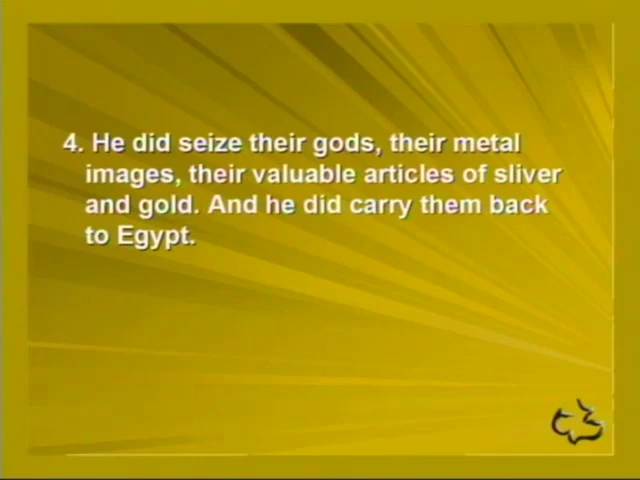 4. He did seize their gods, their metal
images, their valuable articles of sliver
and gold. And he did carry them back
to Egypt.